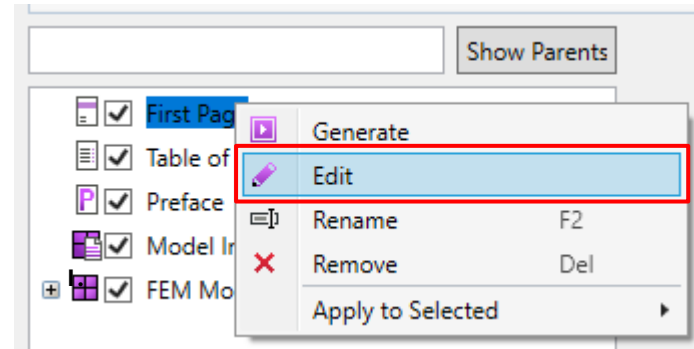 Show Parents
First Pag
Table of
Preface
Model Ir
FEM Mo
Generate
Edit
Rename F2
Remove Del
Apply to Selected